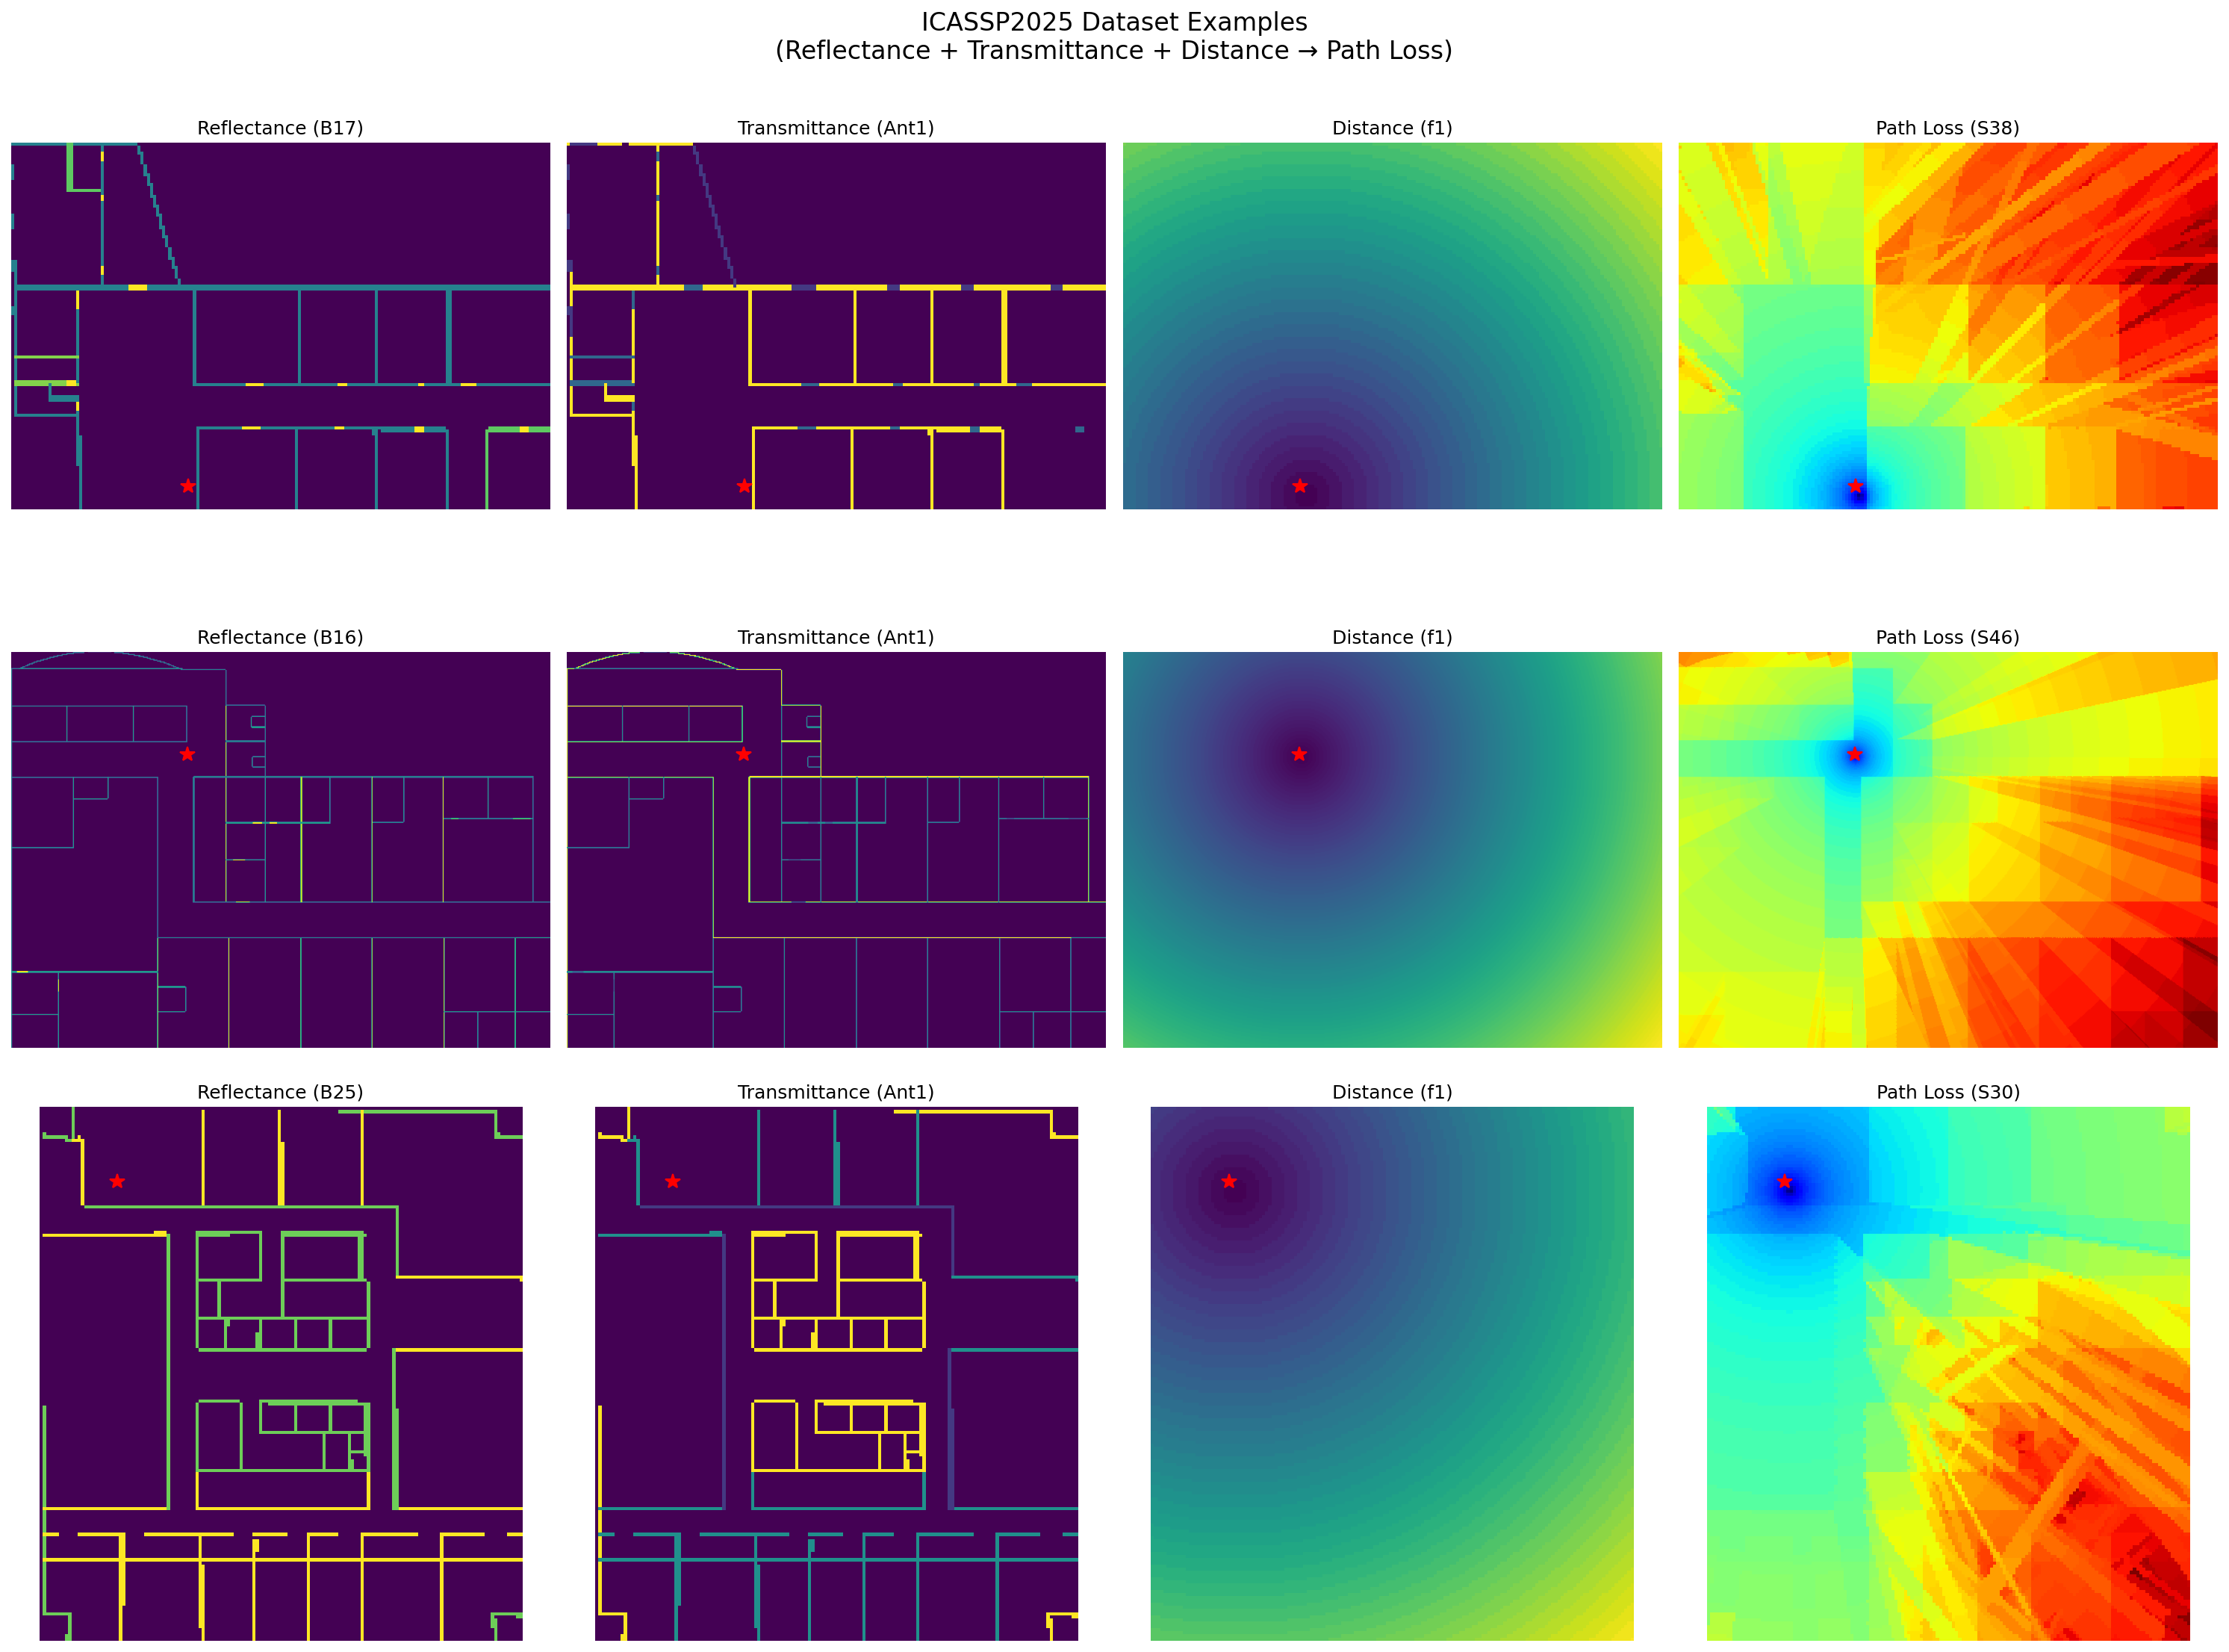 ICASSP2025 Dataset Examples
(Reflectance + Transmittance + Distance → Path Loss)
Reflectance (B17)
Transmittance (Ant1)
Distance (f1)
Path Loss (S38)
Reflectance (B16)
Transmittance (Ant1)
Distance (f1)
Path Loss (S46)
Reflectance (B25)
Transmittance (Ant1)
Distance (f1)
Path Loss (S30)